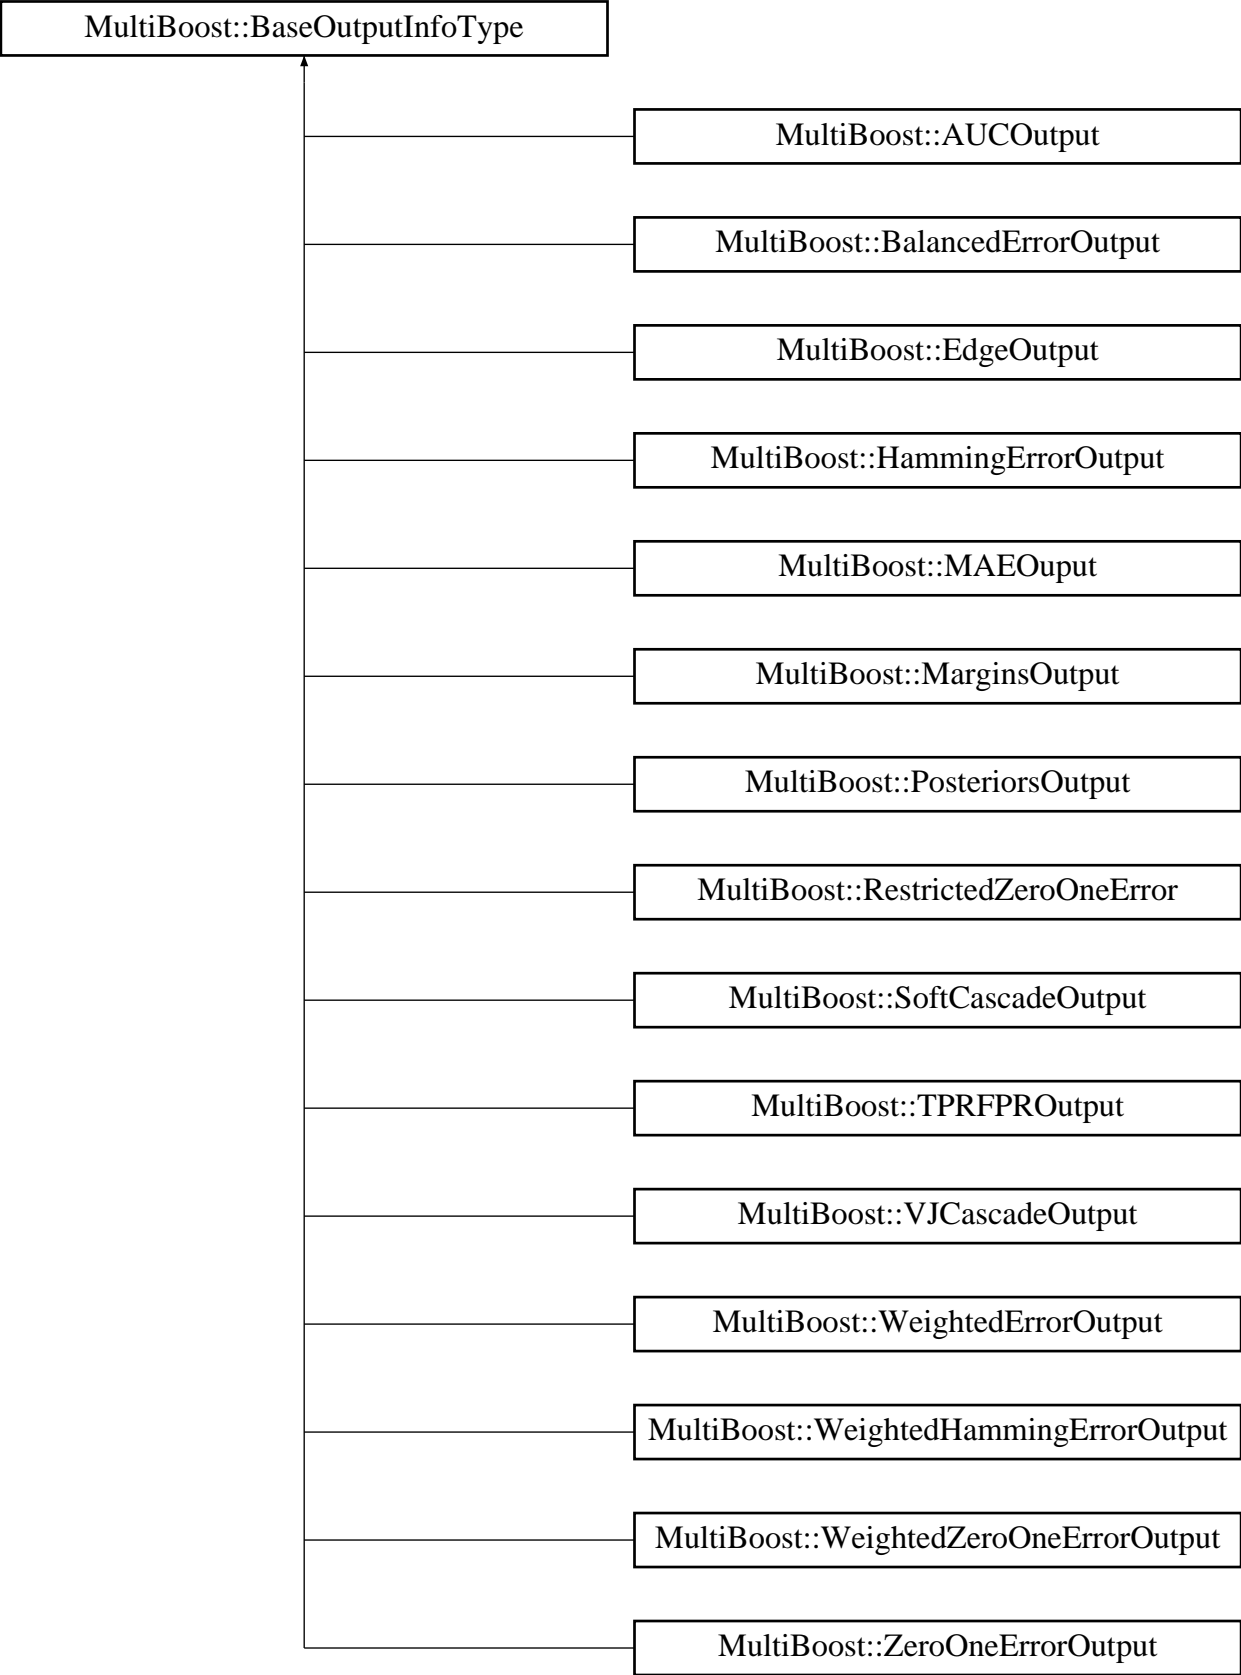 MultiBoost::BaseOutputInfoType
MultiBoost::AUCOutput
MultiBoost::BalancedErrorOutput
MultiBoost::EdgeOutput
MultiBoost::HammingErrorOutput
MultiBoost::MAEOuput
MultiBoost::MarginsOutput
MultiBoost::PosteriorsOutput
MultiBoost::RestrictedZeroOneError
MultiBoost::SoftCascadeOutput
MultiBoost::TPRFPROutput
MultiBoost::VJCascadeOutput
MultiBoost::WeightedErrorOutput
MultiBoost::WeightedHammingErrorOutput
MultiBoost::WeightedZeroOneErrorOutput
MultiBoost::ZeroOneErrorOutput